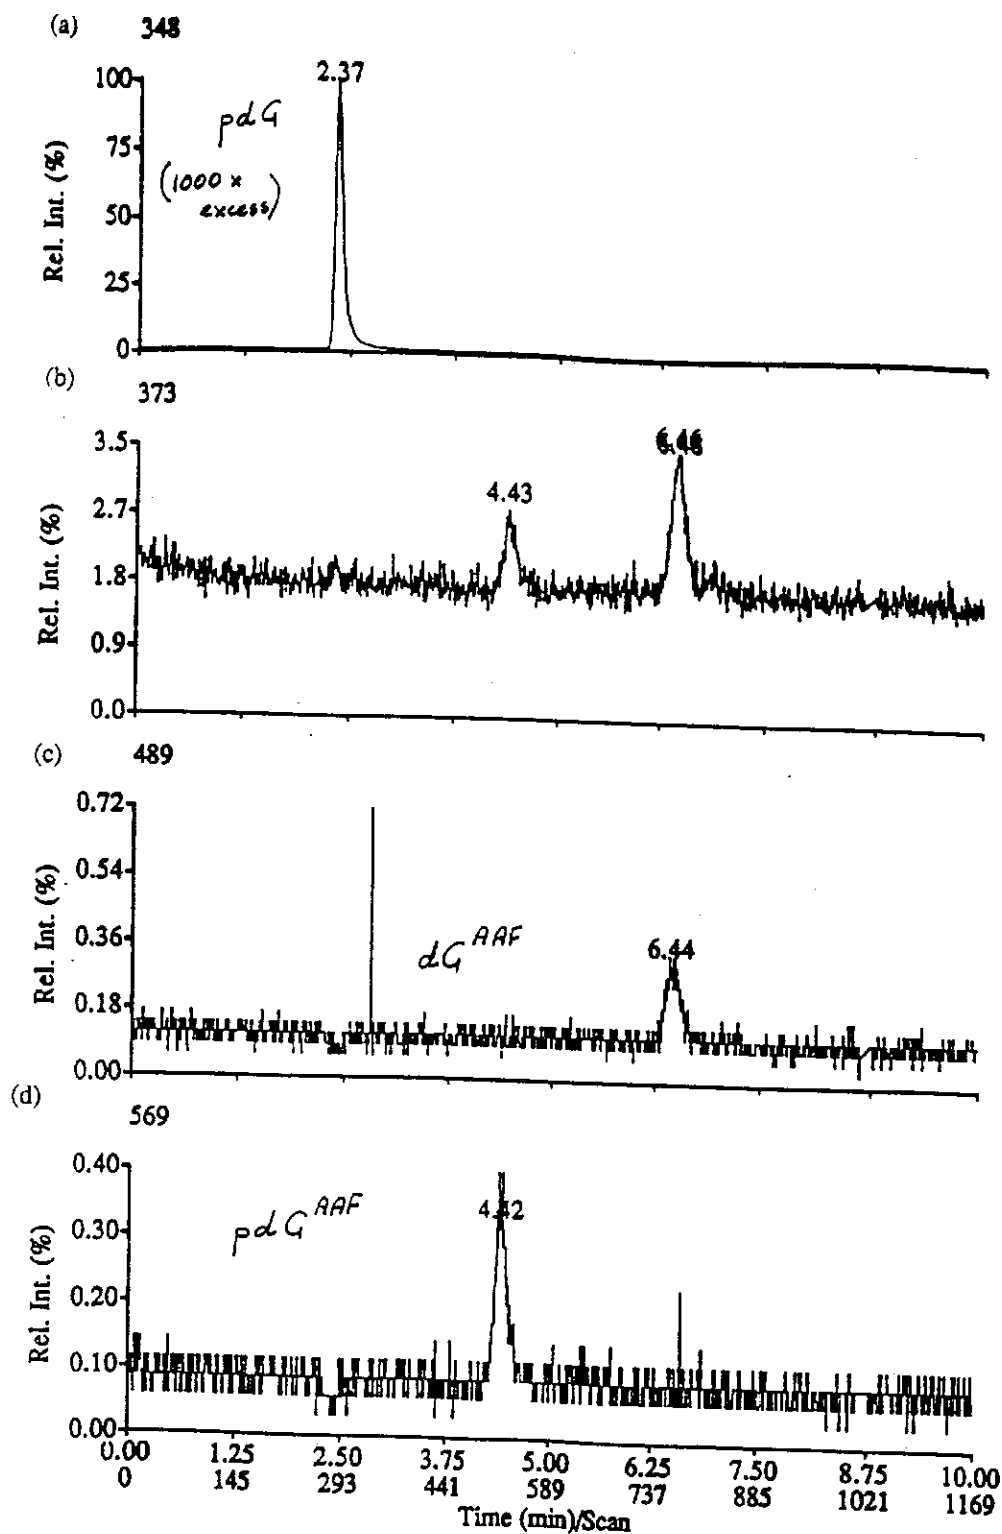 (a) 348
100
75
50
25
0
Rel. Int. (%)
2.37
pdG
(1000 x
excess)
(b) 373
3.5
2.7
1.8
0.9
0.0
Rel. Int. (%)
4.43
(c) 489
0.72
0.54
0.36
0.18
0.00
Rel. Int. (%)
dG AAF
6.44
(d) 569
0.40
0.30
0.20
0.10
0.00
Rel. Int. (%)
pdG AAF
4.42
0.00 1.25 2.50 3.75 5.00 6.25 7.50 8.75 10.00
0 145 293 441 589 737 885 1021 1169
Time (min)/Scan